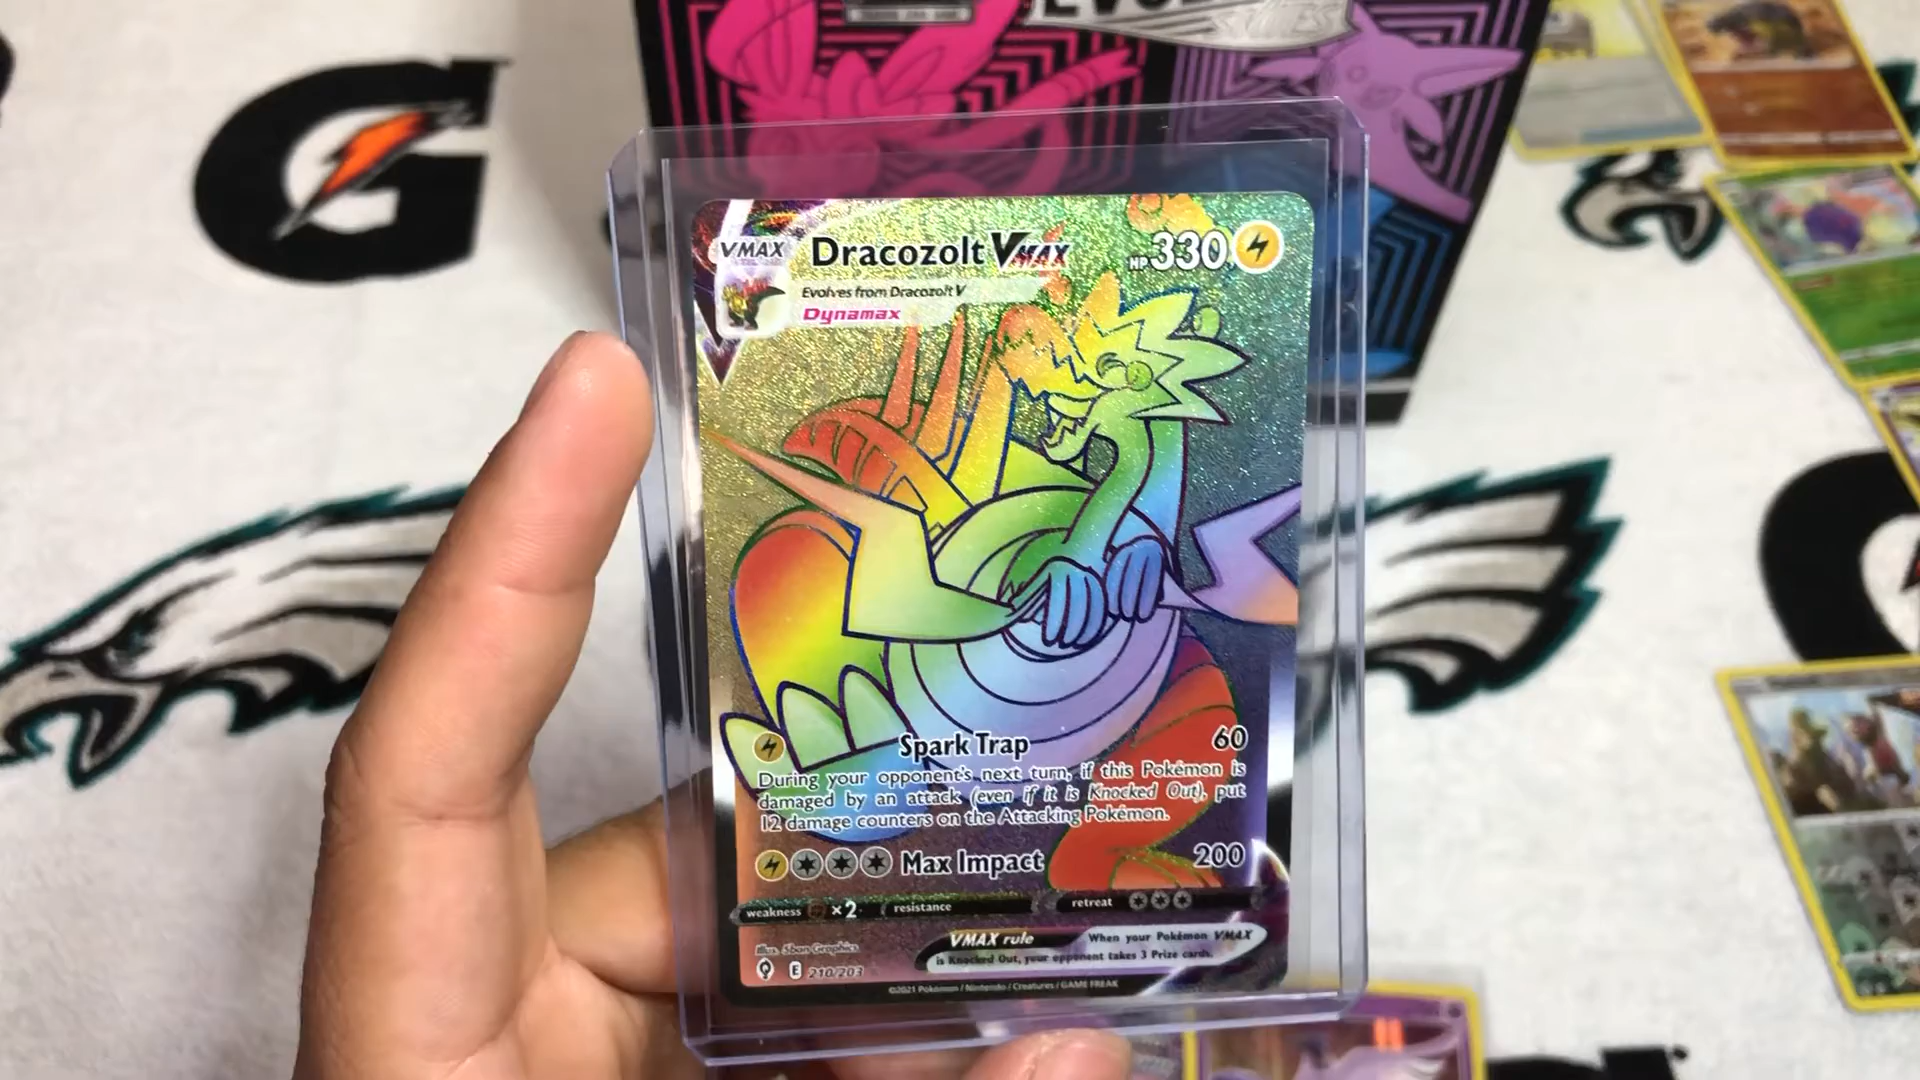 G
VMAX
Dracozolt VMAX
HP 330
Evolves from Dracozolt V
Dynamax
Spark Trap 60
During your opponent's next turn, if this Pokémon is
damaged by an attack (even if it is Knocked Out), put
12 damage counters on the Attacking Pokémon.
Max Impact 200
weakness ×2 resistance retreat
VMAX rule When your Pokémon VMAX
is Knocked Out, your opponent takes 3 Prize cards.
Illus. 5ban Graphics
E 210/203
©2021 Pokémon / Nintendo / Creatures / GAME FREAK